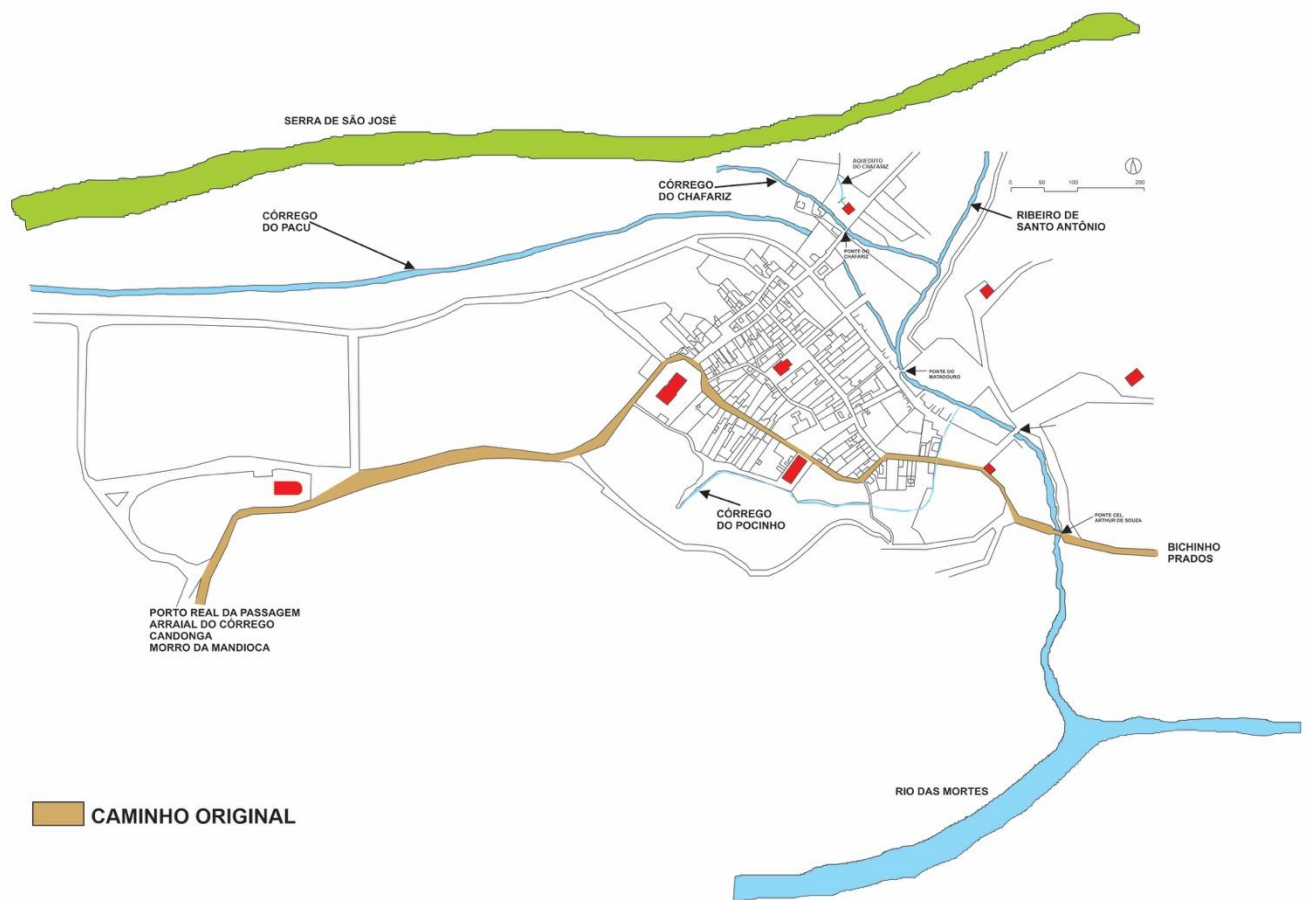 SERRA DE SÃO JOSÉ
AQUEDUTO
DO CHAFARIZ
CÓRREGO
DO CHAFARIZ
0 50 100 200
CÓRREGO
DO PACU
RIBEIRO DE
SANTO ANTÔNIO
PONTE DO
CHAFARIZ
PONTE DO
MATADOURO
CÓRREGO
DO POCINHO
PONTE CEL.
ARTHUR DE SOUZA
BICHINHO
PRADOS
PORTO REAL DA PASSAGEM
ARRAIAL DO CÓRREGO
CANDONGA
MORRO DA MANDIOCA
RIO DAS MORTES
CAMINHO ORIGINAL